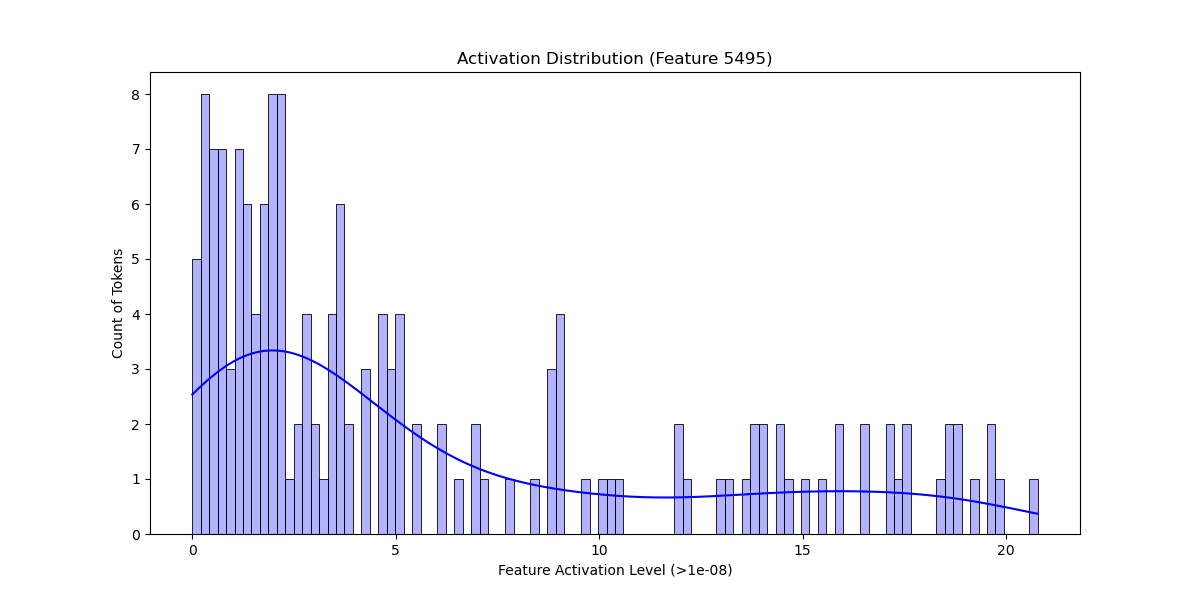 Activation Distribution (Feature 5495)
8
7
6
5
4
3
2
1
0
Count of Tokens
0 5 10 15 20
Feature Activation Level (>1e-08)